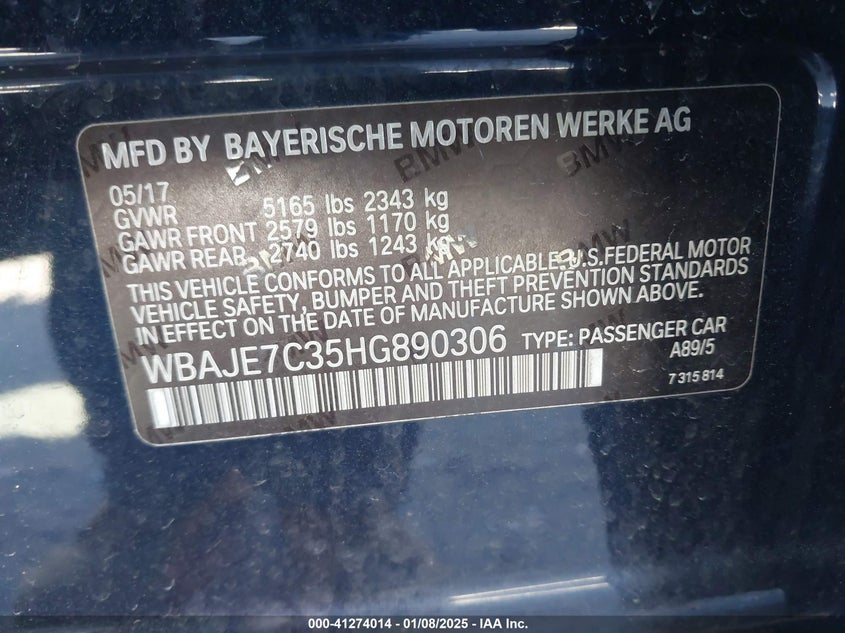 MFD BY BAYERISCHE MOTOREN WERKE AG
05/17
GVWR 5165 lbs 2343 kg
GAWR FRONT 2579 lbs 1170 kg
GAWR REAR 2740 lbs 1243 kg
THIS VEHICLE CONFORMS TO ALL APPLICABLE U.S.FEDERAL MOTOR
VEHICLE SAFETY, BUMPER AND THEFT PREVENTION STANDARDS
IN EFFECT ON THE DATE OF MANUFACTURE SHOWN ABOVE.
WBAJE7C35HG890306 TYPE: PASSENGER CAR
A89/5
7 315 814
000-41274014 - 01/08/2025 - IAA Inc.